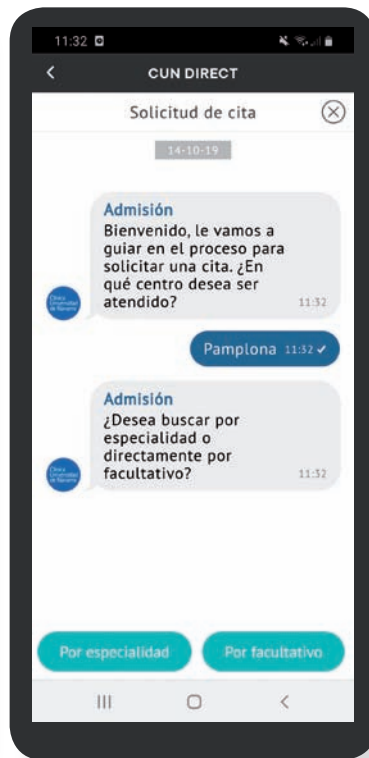 11:32
CUN DIRECT
Solicitud de cita
14-10-19
Admisión
Bienvenido, le vamos a
guiar en el proceso para
solicitar una cita. ¿En
qué centro desea ser
atendido? 11:32
Pamplona 11:32
Admisión
¿Desea buscar por
especialidad o
directamente por
facultativo? 11:32
Por especialidad Por facultativo